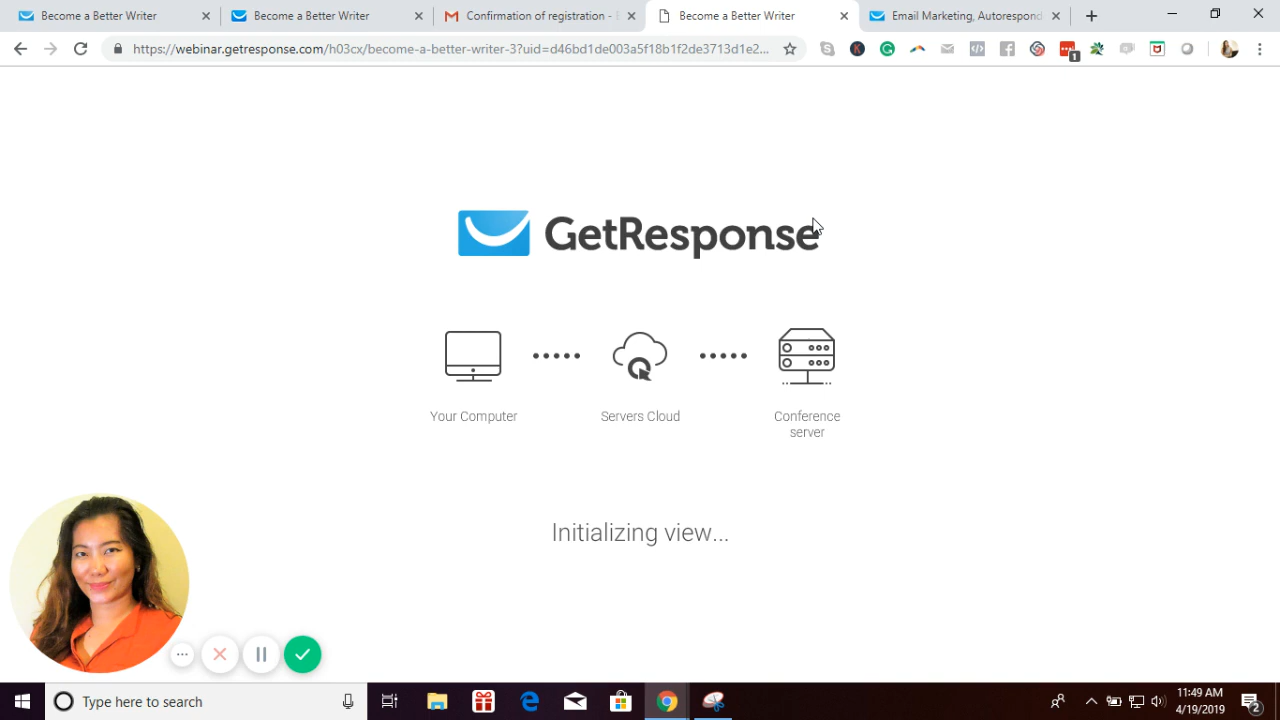 Become a Better Writer
Become a Better Writer
Confirmation of registration -
Become a Better Writer
Email Marketing, Autorespond
https://webinar.getresponse.com/h03cx/become-a-better-writer-3?uid=d46bd1de003a5f18b1f2de3713d1e2...
1
GetResponse
Your Computer
Servers Cloud
Conference
server
Initializing view...
Type here to search
11:49 AM
4/19/2019
2